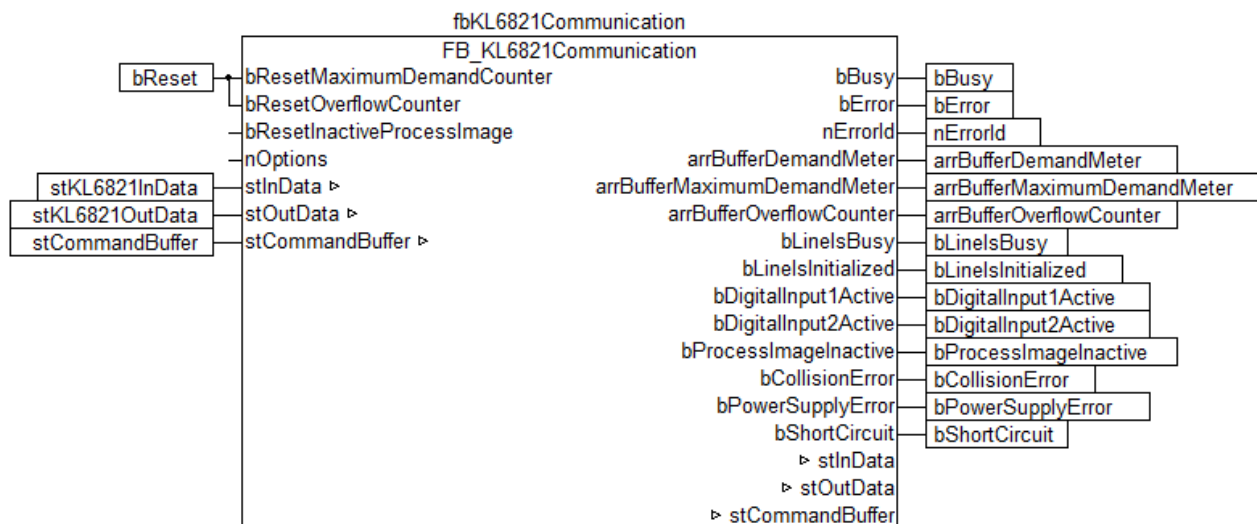 fbKL6821Communication
FB_KL6821Communication
bReset bResetMaximumDemandCounter bBusy bBusy
bResetOverflowCounter bError bError
bResetInactiveProcessImage nErrorId nErrorId
nOptions arrBufferDemandMeter arrBufferDemandMeter
stKL6821InData stInData arrBufferMaximumDemandMeter arrBufferMaximumDemandMeter
stKL6821OutData stOutData arrBufferOverflowCounter arrBufferOverflowCounter
stCommandBuffer stCommandBuffer bLineIsBusy bLineIsBusy
bLineIsInitialized bLineIsInitialized
bDigitalInput1Active bDigitalInput1Active
bDigitalInput2Active bDigitalInput2Active
bProcessImageInactive bProcessImageInactive
bCollisionError bCollisionError
bPowerSupplyError bPowerSupplyError
bShortCircuit bShortCircuit
stInData
stOutData
stCommandBuffer